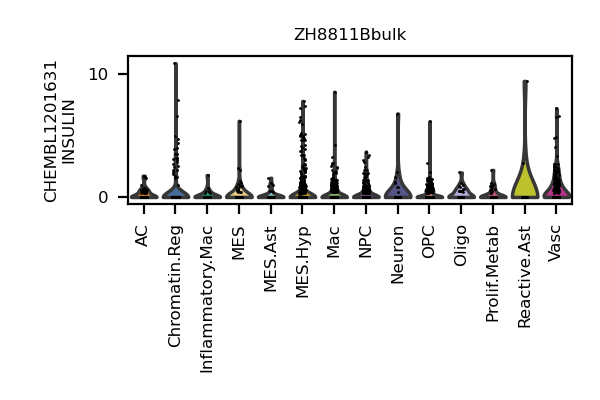 ZH8811Bbulk
CHEMBL1201631
INSULIN
10
0
AC
Chromatin.Reg
Inflammatory.Mac
MES
MES.Ast
MES.Hyp
Mac
NPC
Neuron
OPC
Oligo
Prolif.Metab
Reactive.Ast
Vasc